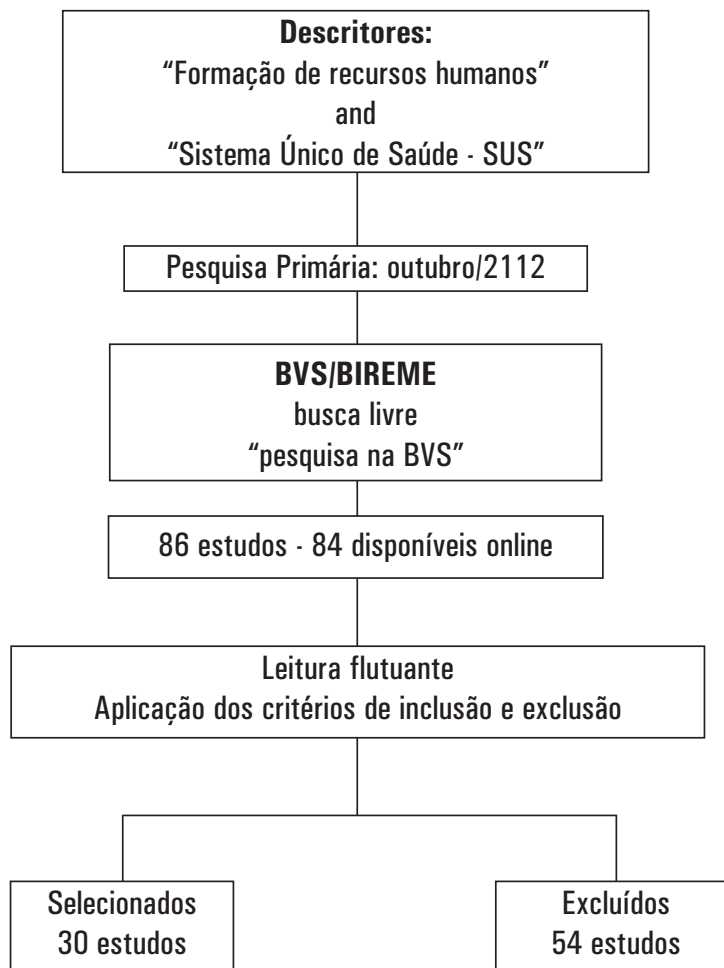 Descritores:
“Formação de recursos humanos”
and
“Sistema Único de Saúde - SUS”
Pesquisa Primária: outubro/2112
BVS/BIREME
busca livre
“pesquisa na BVS”
86 estudos - 84 disponíveis online
Leitura flutuante
Aplicação dos critérios de inclusão e exclusão
Selecionados
30 estudos
Excluídos
54 estudos